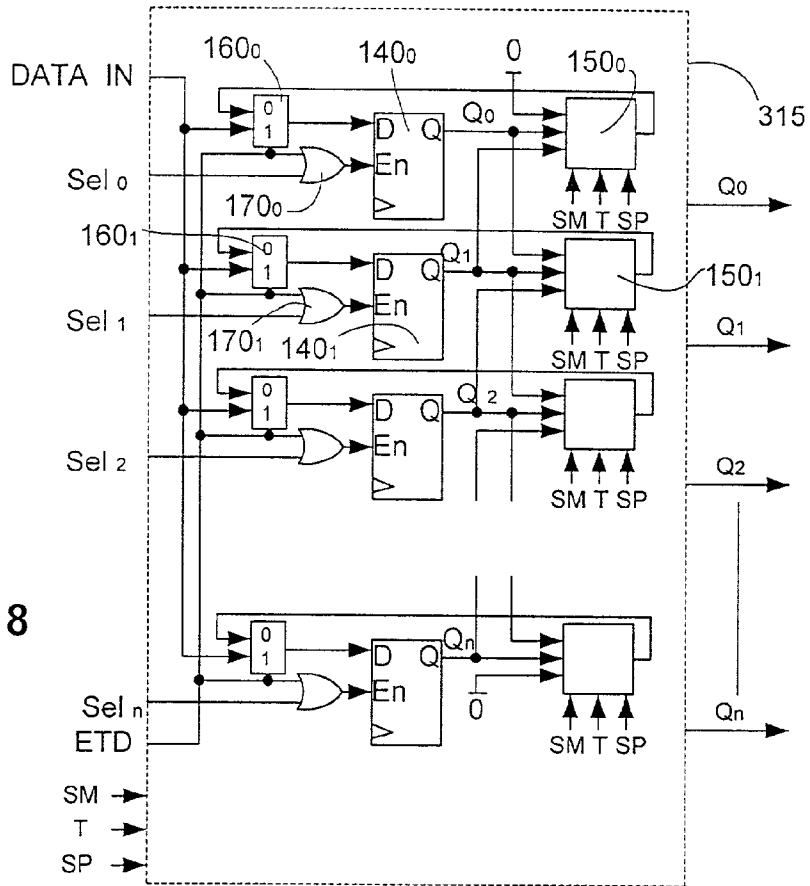 160₀ 140₀ 0 150₀
DATA IN 315
0
1 D Q Q₀
En
Sel ₀ 170₀ SM T SP Q₀
160₁ 0
1 D Q Q₁ 150₁
En
Sel ₁ 170₁ 140₁ SM T SP Q₁
0
1 D Q Q ₂
En
Sel ₂ SM T SP Q₂
8
0
1 D Q Qₙ
En 0
Sel ₙ SM T SP Qₙ
ETD
SM
T
SP